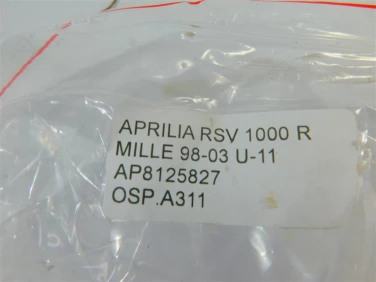 APRILIA RSV 1000 R
MILLE 98-03 U-11
AP8125827
OSP.A311